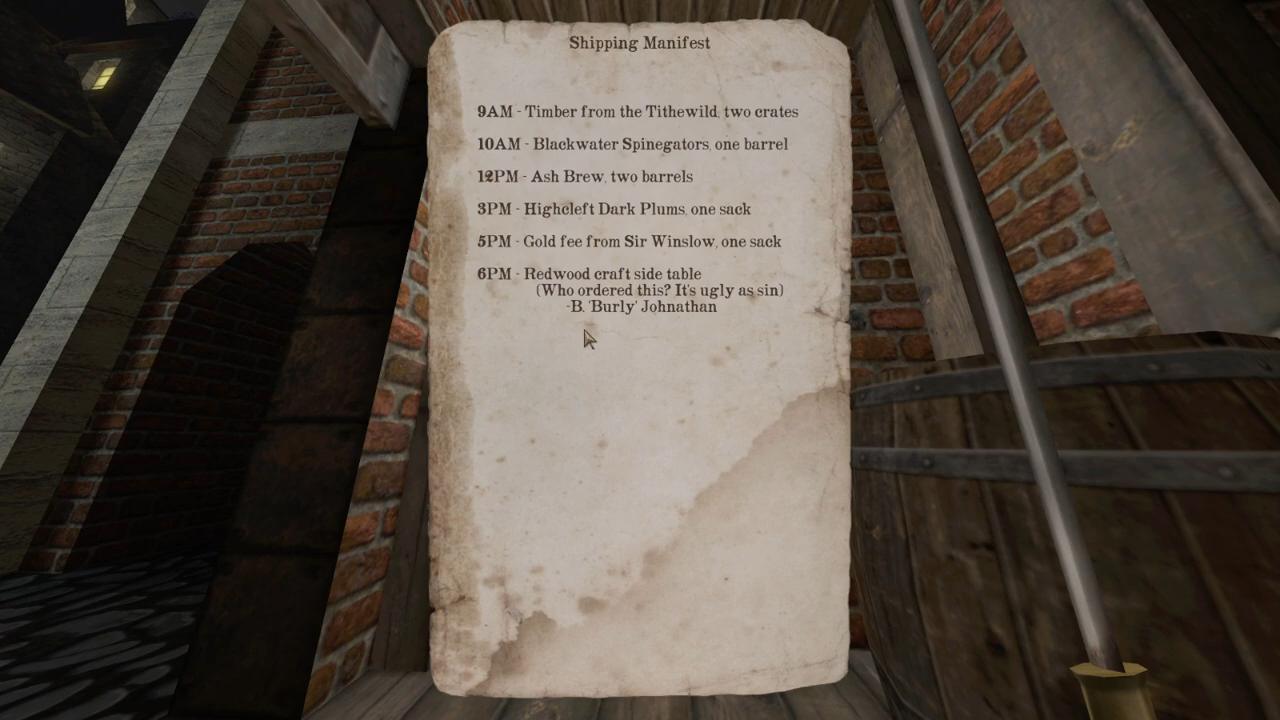 Shipping Manifest
9AM - Timber from the Tithewild, two crates
10AM - Blackwater Spinegators, one barrel
12PM - Ash Brew, two barrels
3PM - Highcleft Dark Plums, one sack
5PM - Gold fee from Sir Winslow, one sack
6PM - Redwood craft side table
(Who ordered this? It's ugly as sin)
-B. 'Burly' Johnathan